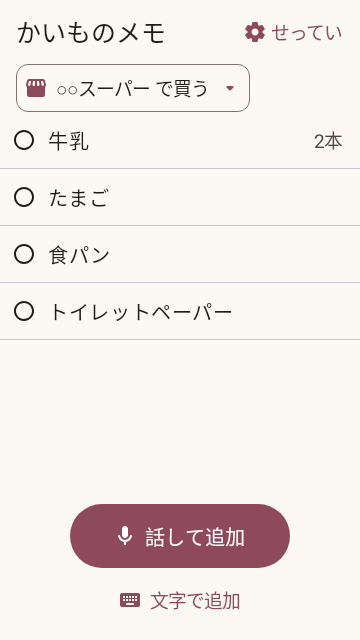 かいものメモ
せってい
○○スーパー で買う
牛乳 2本
たまご
食パン
トイレットペーパー
話して追加
文字で追加